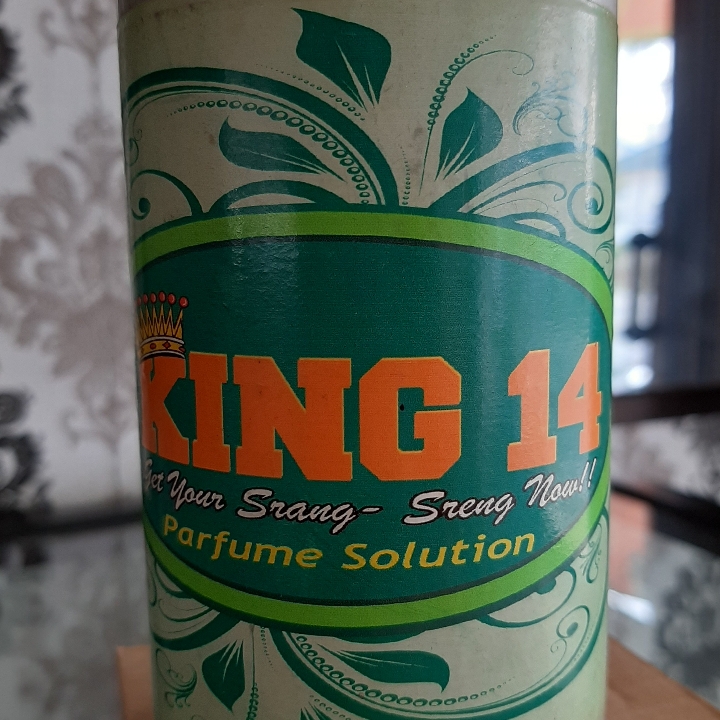 KING 14
Get Your Srang- Sreng Now!!
Parfume Solution